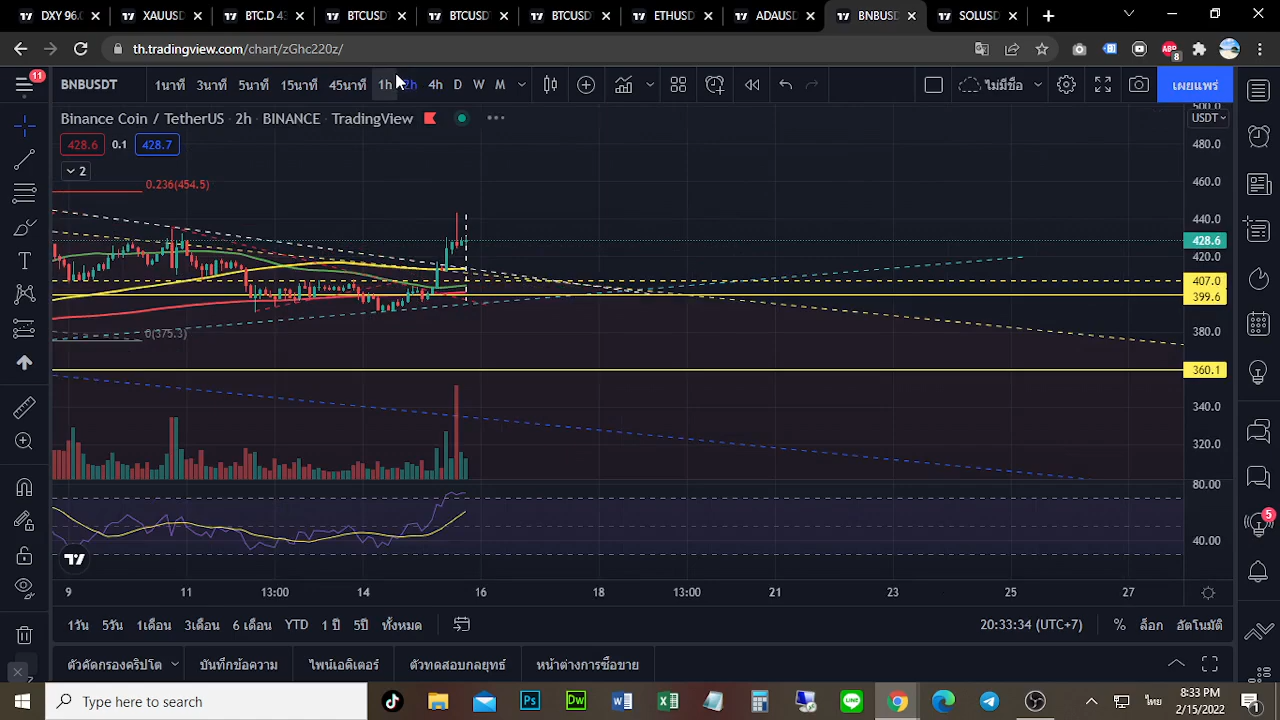 DXY 96.0 XAUUSD BTC.D 43 BTCUSDT BTCUSDT BTCUSDT ETHUSD ADAUSD BNBUSD SOLUSD
th.tradingview.com/chart/zGhc220z/
11 BNBUSDT 1นาที 3นาที 5นาที 15นาที 45นาที 1h 2h 4h D W M ไม่มีชื่อ เผยแพร่
Binance Coin / TetherUS · 2h · BINANCE · TradingView
USDT
428.6 0.1 428.7
2
0.236(454.5)
0(375.3)
480.0
460.0
440.0
428.6
420.0
407.0
399.6
380.0
360.1
340.0
320.0
80.00
40.00
5
9 11 13:00 14 16 18 13:00 21 23 25 27
1วัน 5วัน 1เดือน 3เดือน 6 เดือน YTD 1 ปี 5ปี ทั้งหมด 20:33:34 (UTC+7) % ล็อก อัตโนมัติ
ตัวคัดกรองคริปโต บันทึกข้อความ ไพน์เอดิเตอร์ ตัวทดสอบกลยุทธ์ หน้าต่างการซื้อขาย
Type here to search ไทย 8:33 PM
2/15/2022 1